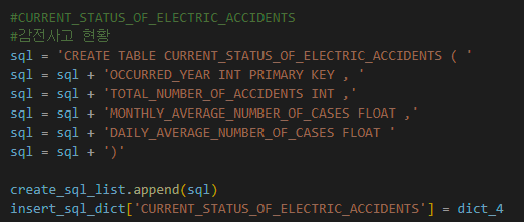 #CURRENT_STATUS_OF_ELECTRIC_ACCIDENTS
#감전사고 현황
sql = 'CREATE TABLE CURRENT_STATUS_OF_ELECTRIC_ACCIDENTS ( '
sql = sql + 'OCCURRED_YEAR INT PRIMARY KEY , '
sql = sql + 'TOTAL_NUMBER_OF_ACCIDENTS INT ,'
sql = sql + 'MONTHLY_AVERAGE_NUMBER_OF_CASES FLOAT ,'
sql = sql + 'DAILY_AVERAGE_NUMBER_OF_CASES FLOAT '
sql = sql + ')'
create_sql_list.append(sql)
insert_sql_dict['CURRENT_STATUS_OF_ELECTRIC_ACCIDENTS'] = dict_4